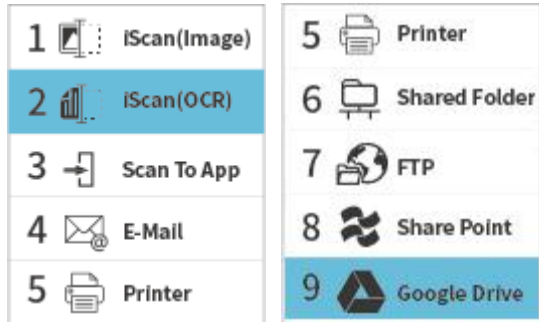 1 iScan(Image)
2 iScan(OCR)
3 Scan To App
4 E-Mail
5 Printer
5 Printer
6 Shared Folder
7 FTP
8 Share Point
9 Google Drive